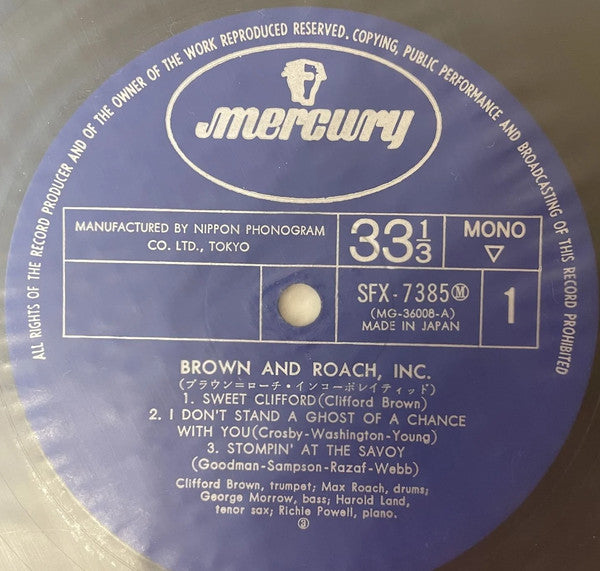 ALL RIGHTS OF THE RECORD PRODUCER AND OF THE OWNER OF THE WORK REPRODUCED RESERVED. COPYING, PUBLIC PERFORMANCE AND BROADCASTING OF THIS RECORD PROHIBITED
mercury
MANUFACTURED BY NIPPON PHONOGRAM
CO. LTD., TOKYO
33 1/3
MONO
▽
SFX-7385Ⓜ
(MG-36008-A)
MADE IN JAPAN
1
BROWN AND ROACH, INC.
(ブラウン=ローチ・インコーポレイティッド)
1. SWEET CLIFFORD(Clifford Brown)
2. I DON'T STAND A GHOST OF A CHANCE
WITH YOU(Crosby-Washington-Young)
3. STOMPIN' AT THE SAVOY
(Goodman-Sampson-Razaf-Webb)
Clifford Brown, trumpet; Max Roach, drums;
George Morrow, bass; Harold Land,
tenor sax; Richie Powell, piano.
③